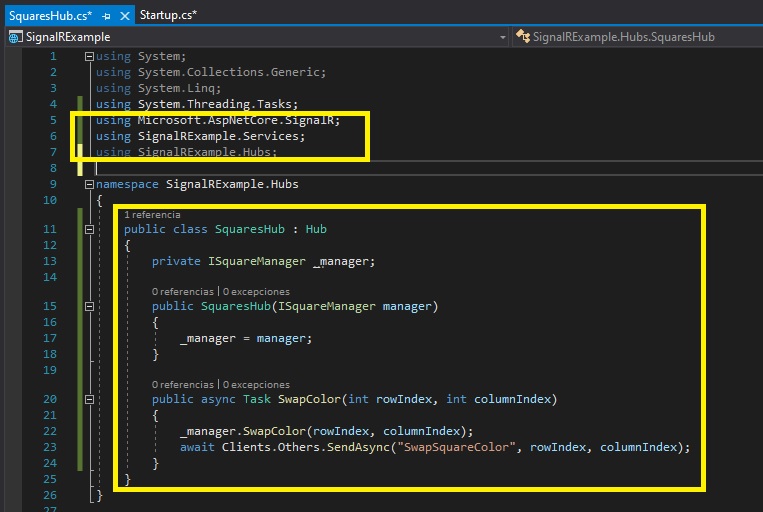 SquaresHub.cs*
Startup.cs*
SignalRExample
SignalRExample.Hubs.SquaresHub
1 using System;
2 using System.Collections.Generic;
3 using System.Linq;
4 using System.Threading.Tasks;
5 using Microsoft.AspNetCore.SignalR;
6 using SignalRExample.Services;
7 using SignalRExample.Hubs;
8
9 namespace SignalRExample.Hubs
10 {
1 referencia
11 public class SquaresHub : Hub
12 {
13 private ISquareManager _manager;
14
0 referencias | 0 excepciones
15 public SquaresHub(ISquareManager manager)
16 {
17 _manager = manager;
18 }
19
0 referencias | 0 excepciones
20 public async Task SwapColor(int rowIndex, int columnIndex)
21 {
22 _manager.SwapColor(rowIndex, columnIndex);
23 await Clients.Others.SendAsync("SwapSquareColor", rowIndex, columnIndex);
24 }
25 }
26 }
27